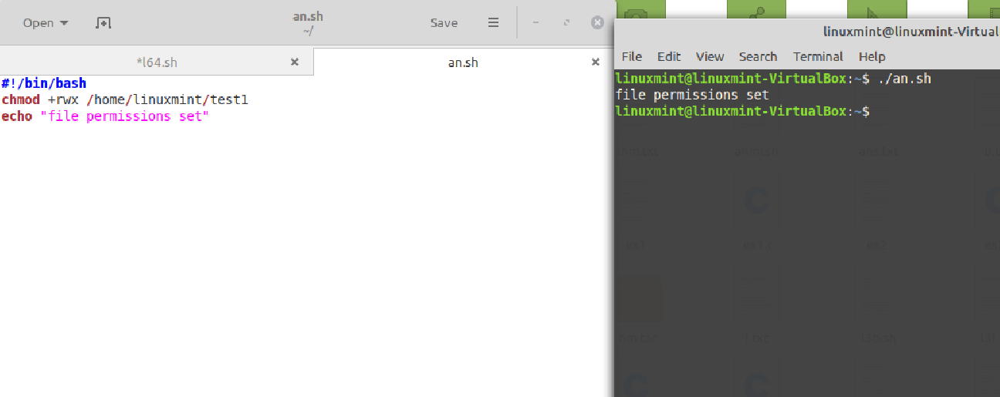 Open
an.sh
~/
Save
*l64.sh
an.sh
#!/bin/bash
chmod +rwx /home/linuxmint/test1
echo "file permissions set"
linuxmint@linuxmint-Virtual
File Edit View Search Terminal Help
linuxmint@linuxmint-VirtualBox:~$ ./an.sh
file permissions set
linuxmint@linuxmint-VirtualBox:~$